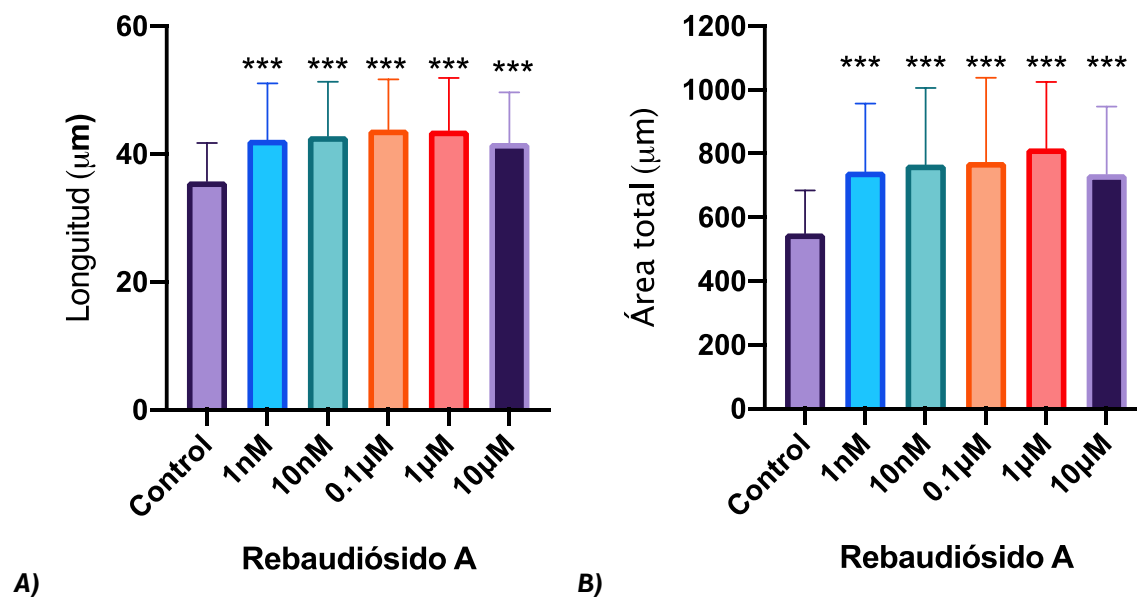 60
40
20
0
Longuitud (μm)
*** *** *** *** ***
Control
1nM
10nM
0.1μM
1μM
10μM
Rebaudiósido A
A)
1200
1000
800
600
400
200
0
Área total (μm)
*** *** *** *** ***
Control
1nM
10nM
0.1μM
1μM
10μM
Rebaudiósido A
B)